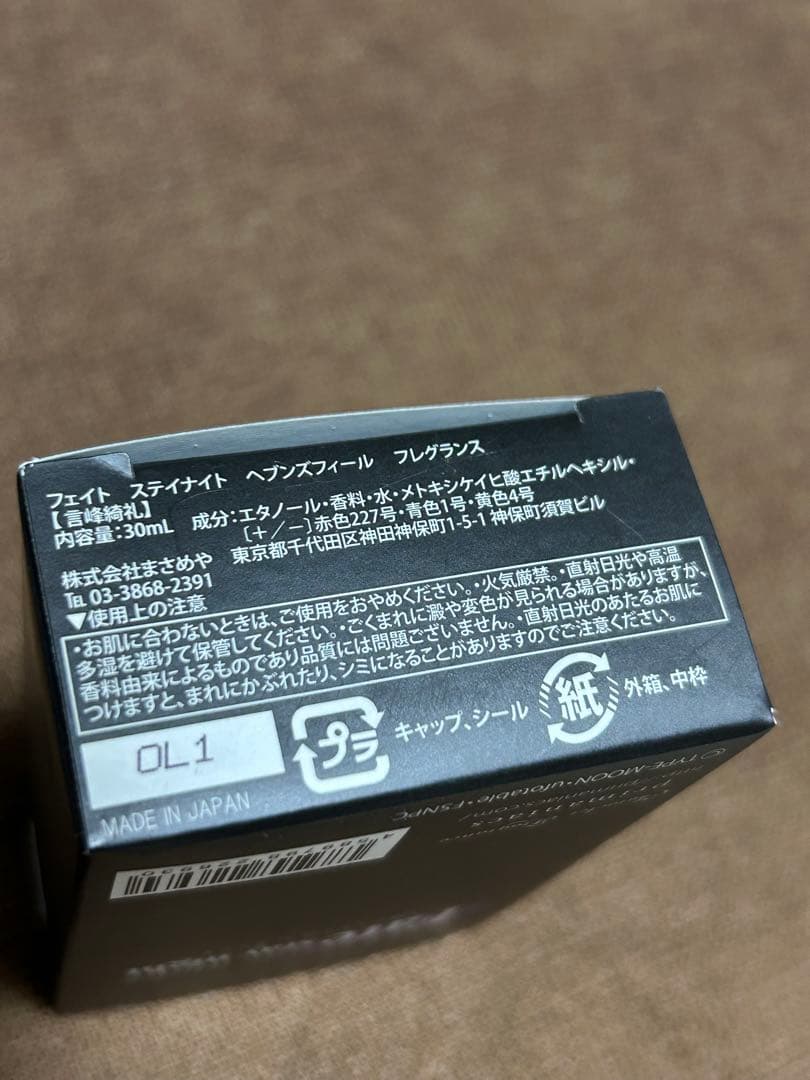 フェイト ステイナイト ヘブンズフィール フレグランス
【言峰綺礼】
内容量:30mL 成分:エタノール・香料・水・メトキシケイヒ酸エチルヘキシル・
[+/−]赤色227号・青色1号・黄色4号
株式会社まさめや 東京都千代田区神田神保町1-5-1 神保町須賀ビル
℡ 03-3868-2391
▼使用上の注意
・お肌に合わないときは、ご使用をおやめください。・火気厳禁。・直射日光や高温
多湿を避けて保管してください。・ごくまれに澱や変色が見られる場合がありますが、
香料由来によるものであり品質には問題ございません。・直射日光のあたるお肌に
つけますと、まれにかぶれたり、シミになることがありますのでご注意ください。
OL1 プラ キャップ、シール 紙 外箱、中枠
MADE IN JAPAN
©TYPE-MOON・ufotable・FSNPC